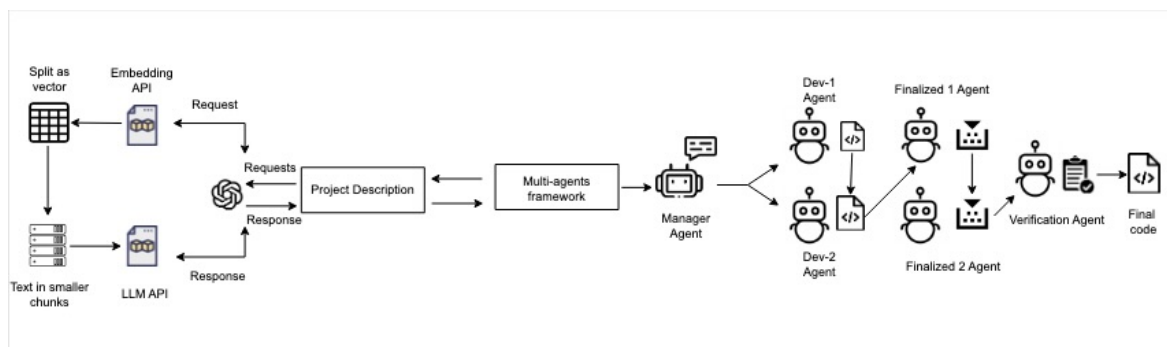 Split as
vector
Embedding
API
Request
Requests
Response
Response
Text in smaller
chunks
LLM API
Project Description
Multi-agents
framework
Manager
Agent
Dev-1
Agent
</>
Dev-2
Agent
</>
Finalized 1 Agent
Finalized 2 Agent
Verification Agent
</>
Final
code